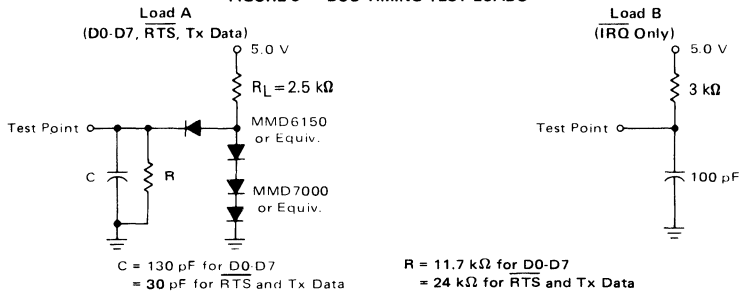 FIGURE 3 — BUS TIMING TEST LOADS
Load A
(D0-D7, RTS, Tx Data)
5.0 V
RL = 2.5 kΩ
Test Point
MMD6150
or Equiv.
C
R
MMD7000
or Equiv.
C = 130 pF for D0-D7
= 30 pF for RTS and Tx Data
Load B
(IRQ Only)
5.0 V
3 kΩ
Test Point
100 pF
R = 11.7 kΩ for D0-D7
= 24 kΩ for RTS and Tx Data